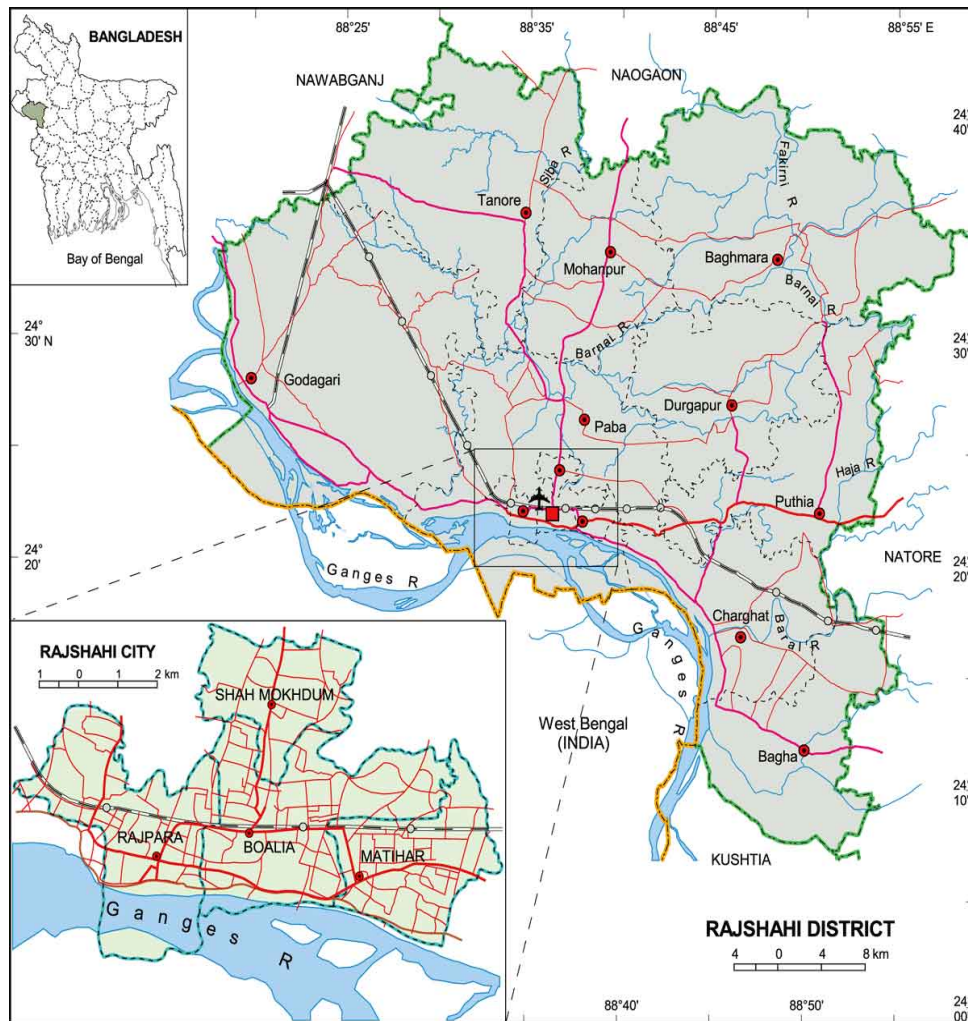 BANGLADESH
Bay of Bengal
88°25'
88°35'
88°45'
88°55' E
NAWABGANJ
NAOGAON
24°
40'
Siba R
Fakirni R
Tanore
Mohanpur
Baghmara
Barnai R
Barnai R
24°
30' N
24°
30'
Godagari
Durgapur
Paba
Haja R
Puthia
24°
20'
NATORE
24°
20'
Ganges R
Charghat
Baral R
Ganges R
West Bengal
(INDIA)
Bagha
24°
10'
KUSHTIA
RAJSHAHI CITY
1 0 1 2 km
SHAH MOKHDUM
RAJPARA
BOALIA
MATIHAR
Ganges R
RAJSHAHI DISTRICT
4 0 4 8 km
88°40'
88°50'
24°
00'